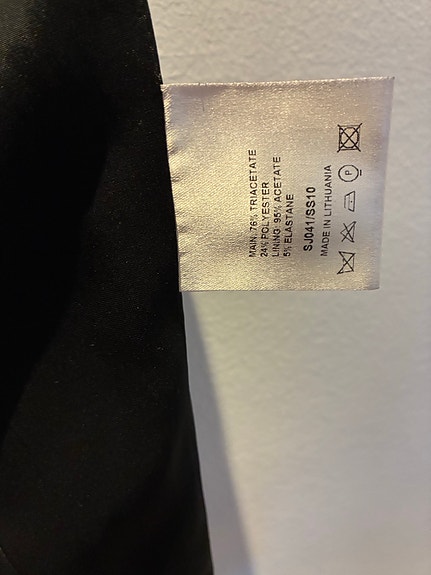 MAIN 76% TRIACETATE
24% POLYESTER
LINING 95% ACETATE
5% ELASTANE
SJ041/SS10
MADE IN LITHUANIA
P